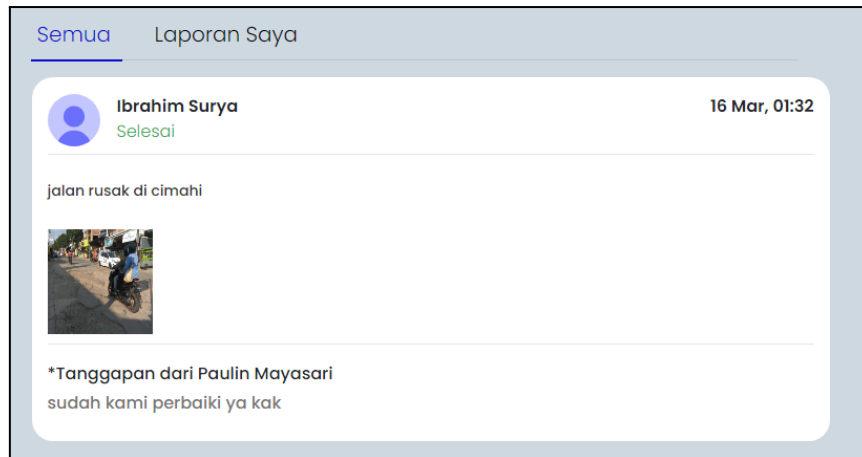 Semua Laporan Saya
Ibrahim Surya 16 Mar, 01:32
Selesai
jalan rusak di cimahi
*Tanggapan dari Paulin Mayasari
sudah kami perbaiki ya kak